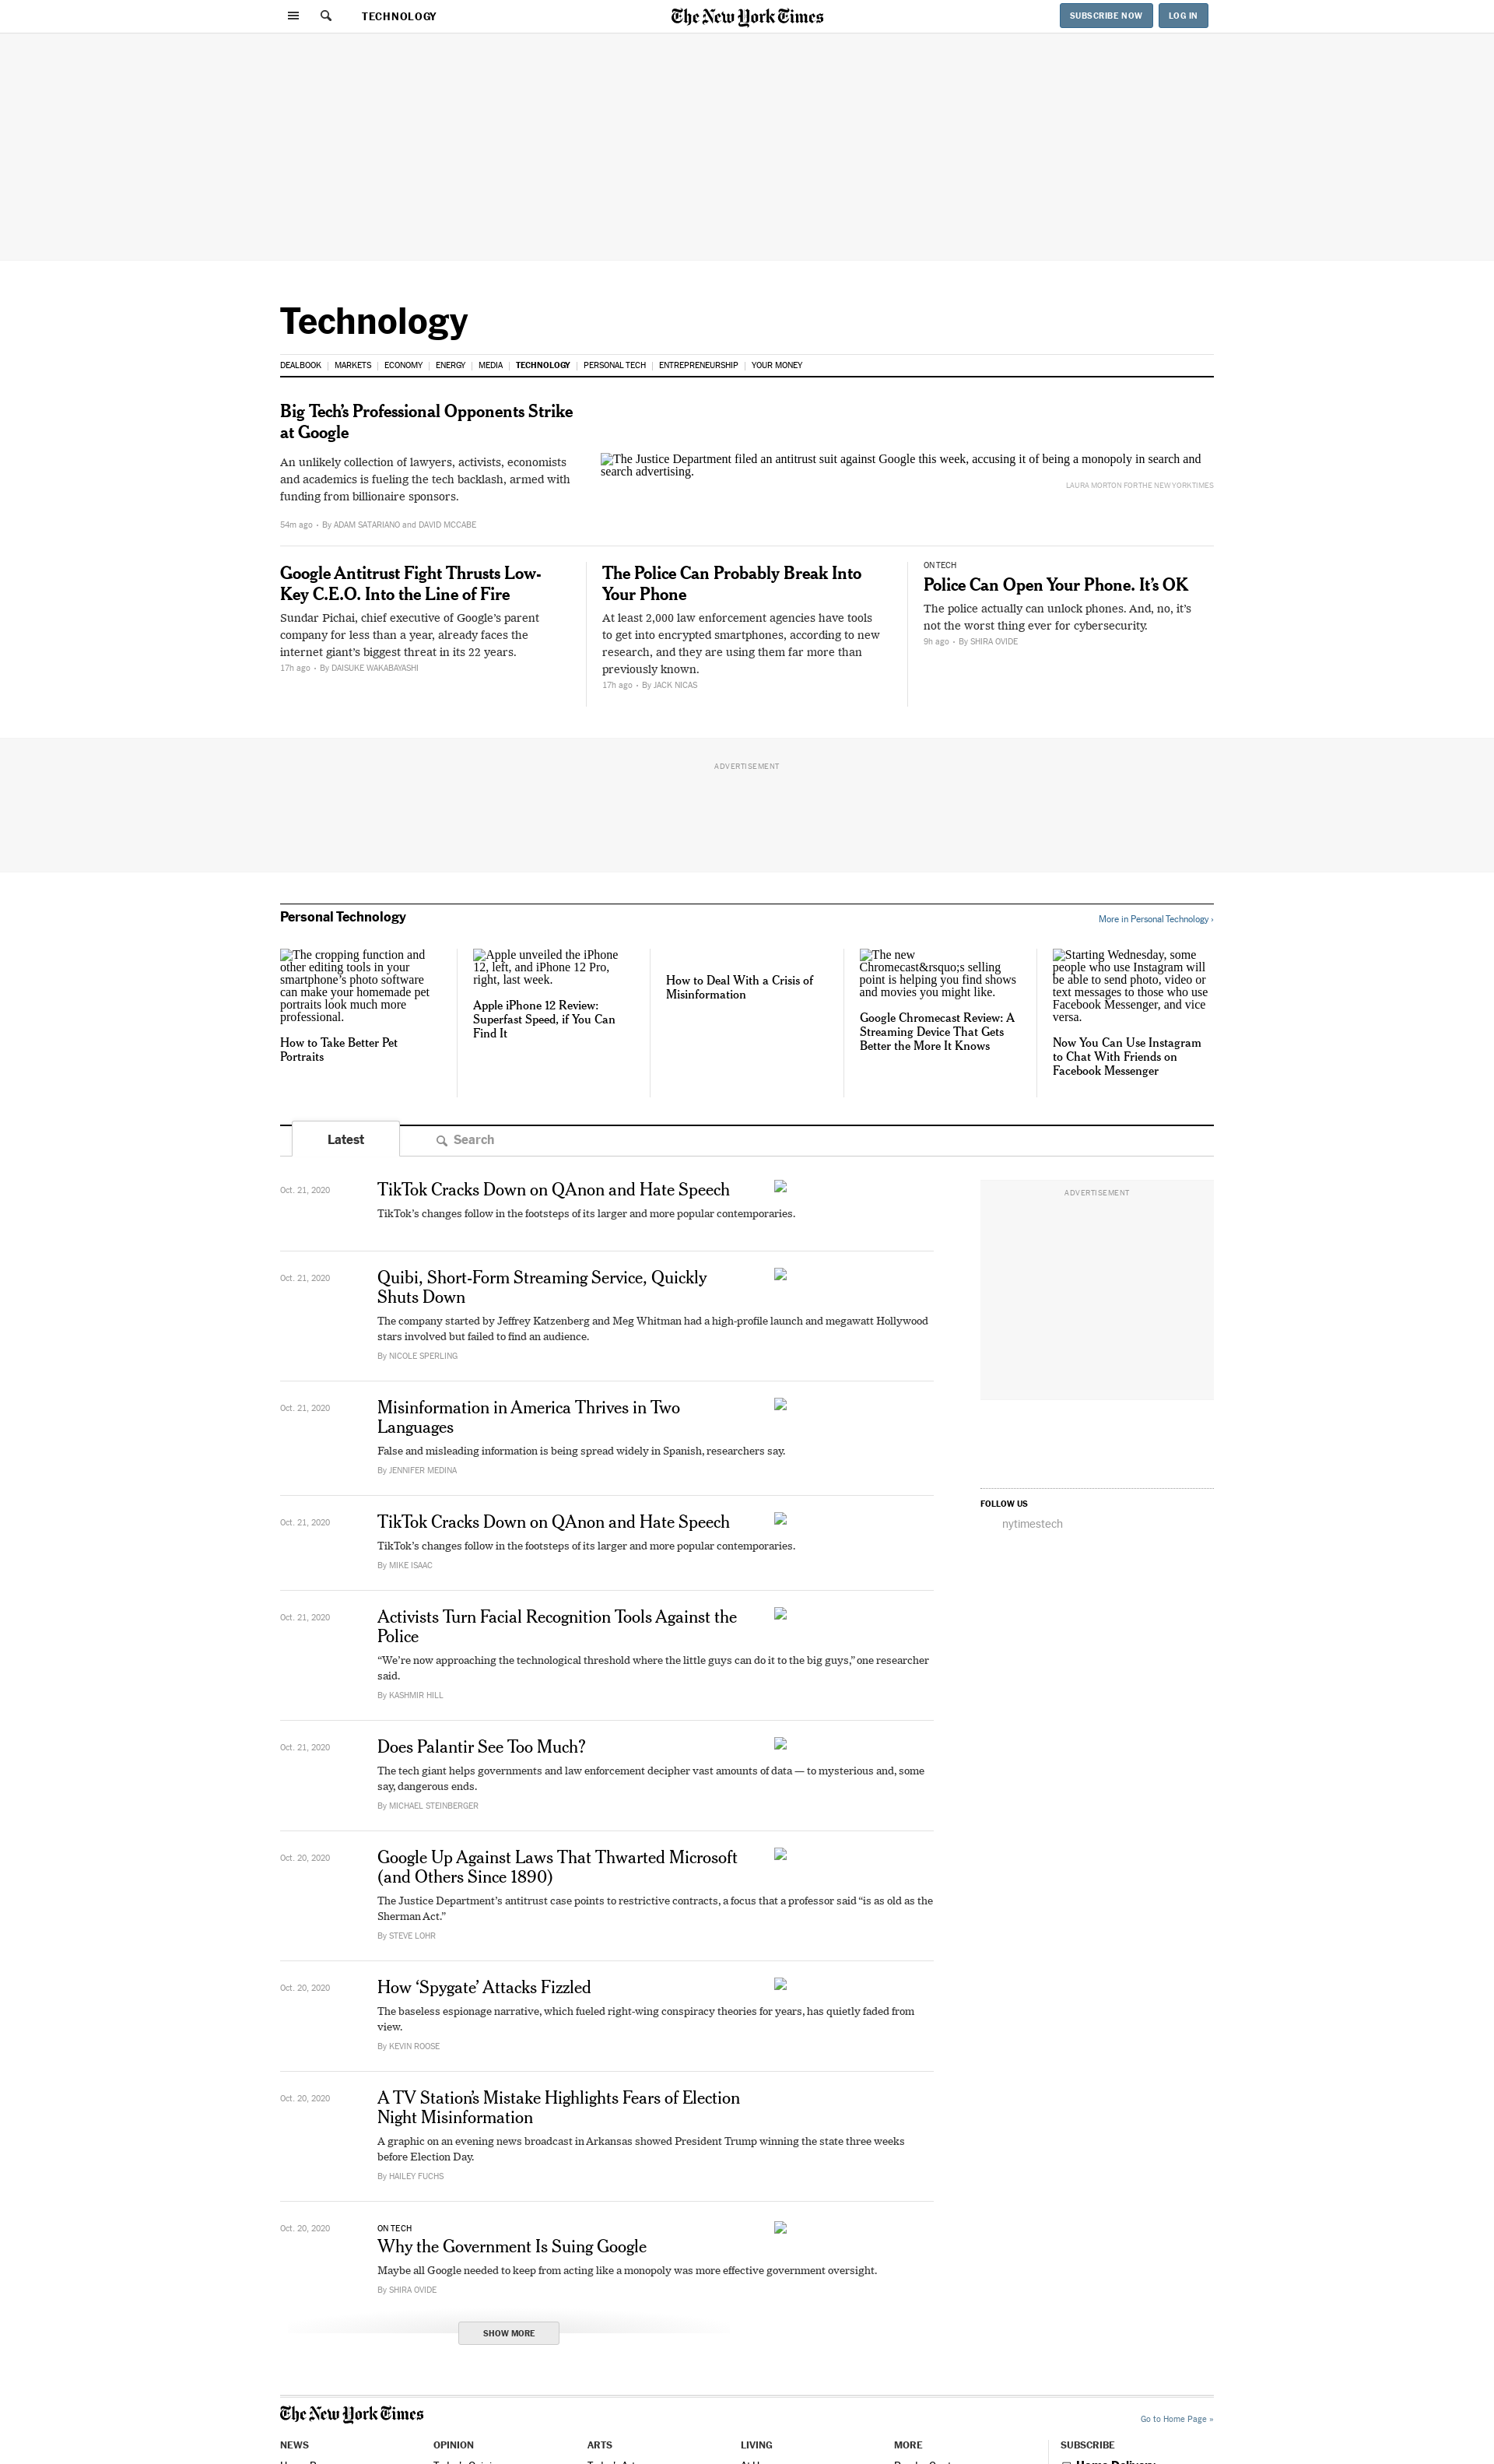 TECHNOLOGY
The New York Times
SUBSCRIBE NOW
LOG IN
Technology
DEALBOOK
MARKETS
ECONOMY
ENERGY
MEDIA
TECHNOLOGY
PERSONAL TECH
ENTREPRENEURSHIP
YOUR MONEY
Big Tech’s Professional Opponents Strike
at Google
An unlikely collection of lawyers, activists, economists
and academics is fueling the tech backlash, armed with
funding from billionaire sponsors.
54m ago • By ADAM SATARIANO and DAVID MCCABE
The Justice Department filed an antitrust suit against Google this week, accusing it of being a monopoly in search and
search advertising.
LAURA MORTON FOR THE NEW YORK TIMES
Google Antitrust Fight Thrusts Low-
Key C.E.O. Into the Line of Fire
Sundar Pichai, chief executive of Google’s parent
company for less than a year, already faces the
internet giant’s biggest threat in its 22 years.
17h ago • By DAISUKE WAKABAYASHI
The Police Can Probably Break Into
Your Phone
At least 2,000 law enforcement agencies have tools
to get into encrypted smartphones, according to new
research, and they are using them far more than
previously known.
17h ago • By JACK NICAS
ON TECH
Police Can Open Your Phone. It’s OK
The police actually can unlock phones. And, no, it’s
not the worst thing ever for cybersecurity.
9h ago • By SHIRA OVIDE
ADVERTISEMENT
Personal Technology
More in Personal Technology ›
The cropping function and
other editing tools in your
smartphone’s photo software
can make your homemade pet
portraits look much more
professional.
How to Take Better Pet
Portraits
Apple unveiled the iPhone
12, left, and iPhone 12 Pro,
right, last week.
Apple iPhone 12 Review:
Superfast Speed, if You Can
Find It
How to Deal With a Crisis of
Misinformation
The new
Chromecast&rsquo;s selling
point is helping you find shows
and movies you might like.
Google Chromecast Review: A
Streaming Device That Gets
Better the More It Knows
Starting Wednesday, some
people who use Instagram will
be able to send photo, video or
text messages to those who use
Facebook Messenger, and vice
versa.
Now You Can Use Instagram
to Chat With Friends on
Facebook Messenger
Latest
Search
Oct. 21, 2020
TikTok Cracks Down on QAnon and Hate Speech
TikTok’s changes follow in the footsteps of its larger and more popular contemporaries.
ADVERTISEMENT
Oct. 21, 2020
Quibi, Short-Form Streaming Service, Quickly
Shuts Down
The company started by Jeffrey Katzenberg and Meg Whitman had a high-profile launch and megawatt Hollywood
stars involved but failed to find an audience.
By NICOLE SPERLING
Oct. 21, 2020
Misinformation in America Thrives in Two
Languages
False and misleading information is being spread widely in Spanish, researchers say.
By JENNIFER MEDINA
FOLLOW US
nytimestech
Oct. 21, 2020
TikTok Cracks Down on QAnon and Hate Speech
TikTok’s changes follow in the footsteps of its larger and more popular contemporaries.
By MIKE ISAAC
Oct. 21, 2020
Activists Turn Facial Recognition Tools Against the
Police
“We’re now approaching the technological threshold where the little guys can do it to the big guys,” one researcher
said.
By KASHMIR HILL
Oct. 21, 2020
Does Palantir See Too Much?
The tech giant helps governments and law enforcement decipher vast amounts of data — to mysterious and, some
say, dangerous ends.
By MICHAEL STEINBERGER
Oct. 20, 2020
Google Up Against Laws That Thwarted Microsoft
(and Others Since 1890)
The Justice Department’s antitrust case points to restrictive contracts, a focus that a professor said “is as old as the
Sherman Act.”
By STEVE LOHR
Oct. 20, 2020
How ‘Spygate’ Attacks Fizzled
The baseless espionage narrative, which fueled right-wing conspiracy theories for years, has quietly faded from
view.
By KEVIN ROOSE
Oct. 20, 2020
A TV Station’s Mistake Highlights Fears of Election
Night Misinformation
A graphic on an evening news broadcast in Arkansas showed President Trump winning the state three weeks
before Election Day.
By HAILEY FUCHS
Oct. 20, 2020
ON TECH
Why the Government Is Suing Google
Maybe all Google needed to keep from acting like a monopoly was more effective government oversight.
By SHIRA OVIDE
SHOW MORE
The New York Times
Go to Home Page »
NEWS
OPINION
ARTS
LIVING
MORE
SUBSCRIBE